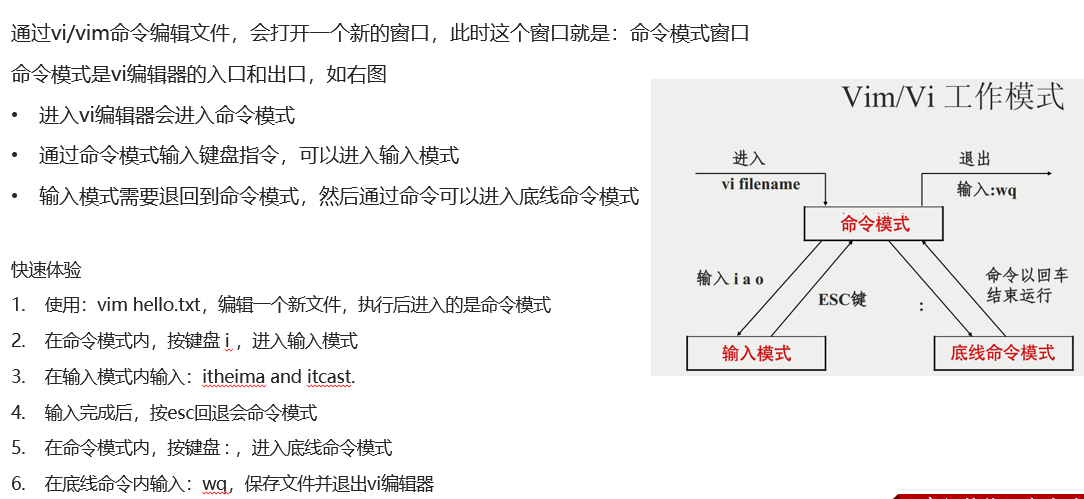 通过vi/vim命令编辑文件，会打开一个新的窗口，此时这个窗口就是：命令模式窗口
命令模式是vi编辑器的入口和出口，如右图
• 进入vi编辑器会进入命令模式
• 通过命令模式输入键盘指令，可以进入输入模式
• 输入模式需要退回到命令模式，然后通过命令可以进入底线命令模式
快速体验
1. 使用：vim hello.txt，编辑一个新文件，执行后进入的是命令模式
2. 在命令模式内，按键盘 i ，进入输入模式
3. 在输入模式内输入：itheima and itcast.
4. 输入完成后，按esc回退会命令模式
5. 在命令模式内，按键盘 : ，进入底线命令模式
6. 在底线命令内输入：wq，保存文件并退出vi编辑器
Vim/Vi 工作模式
进入
vi filename
退出
输入:wq
命令模式
输入 i a o
ESC键
:
命令以回车
结束运行
输入模式
底线命令模式